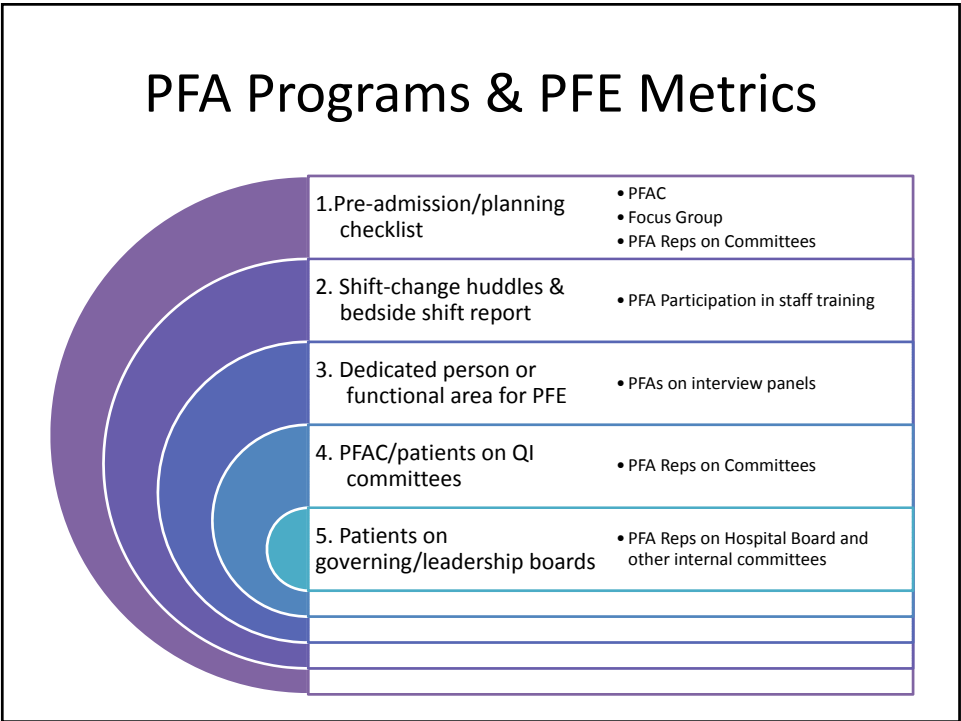 PFA Programs & PFE Metrics
1.Pre-admission/planning
checklist
• PFAC
• Focus Group
• PFA Reps on Committees
2. Shift-change huddles &
bedside shift report
• PFA Participation in staff training
3. Dedicated person or
functional area for PFE
• PFAs on interview panels
4. PFAC/patients on QI
committees
• PFA Reps on Committees
5. Patients on
governing/leadership boards
• PFA Reps on Hospital Board and
other internal committees